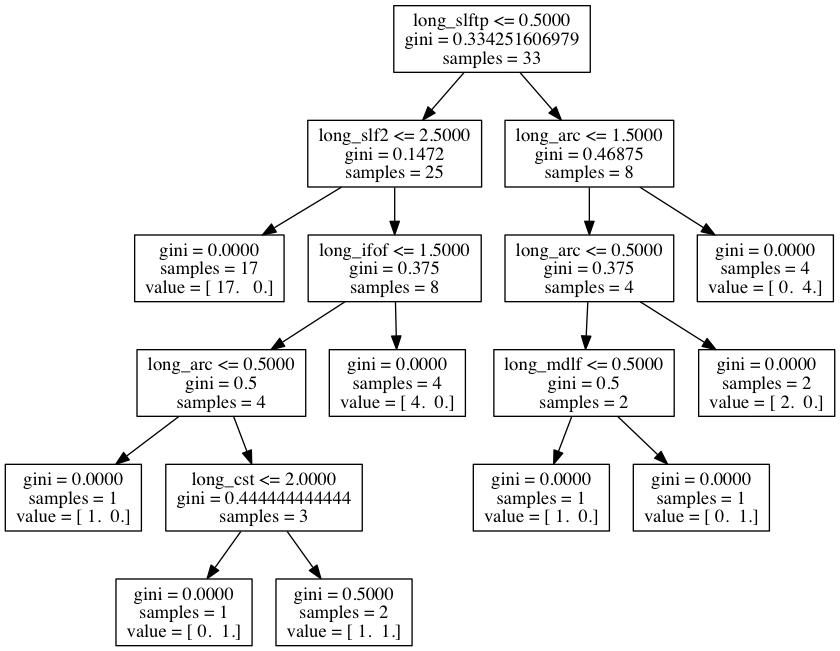 long_slftp <= 0.5000
gini = 0.334251606979
samples = 33
long_slf2 <= 2.5000
gini = 0.1472
samples = 25
long_arc <= 1.5000
gini = 0.46875
samples = 8
gini = 0.0000
samples = 17
value = [ 17.   0.]
long_ifof <= 1.5000
gini = 0.375
samples = 8
long_arc <= 0.5000
gini = 0.375
samples = 4
gini = 0.0000
samples = 4
value = [ 0.  4.]
long_arc <= 0.5000
gini = 0.5
samples = 4
gini = 0.0000
samples = 4
value = [ 4.  0.]
long_mdlf <= 0.5000
gini = 0.5
samples = 2
gini = 0.0000
samples = 2
value = [ 2.  0.]
gini = 0.0000
samples = 1
value = [ 1.  0.]
long_cst <= 2.0000
gini = 0.444444444444
samples = 3
gini = 0.0000
samples = 1
value = [ 1.  0.]
gini = 0.0000
samples = 1
value = [ 0.  1.]
gini = 0.0000
samples = 1
value = [ 0.  1.]
gini = 0.5000
samples = 2
value = [ 1.  1.]